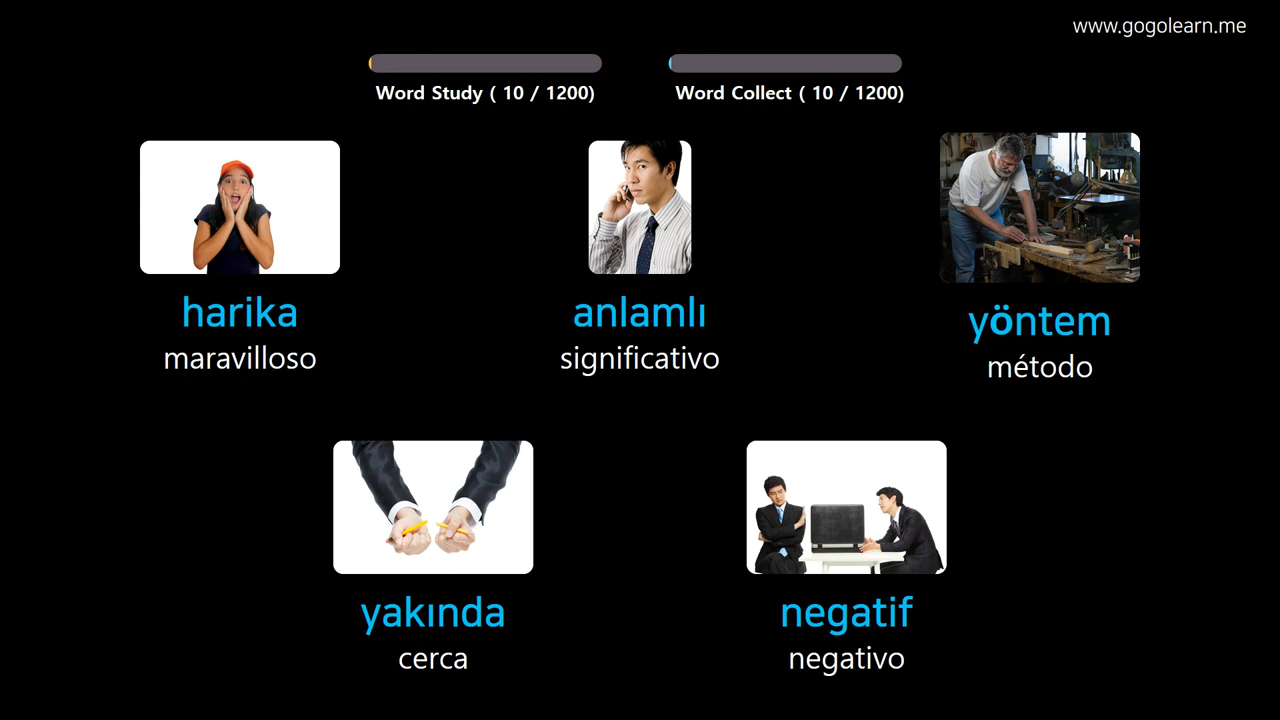 www.gogolearn.me
Word Study ( 10 / 1200)
Word Collect ( 10 / 1200)
harika
maravilloso
anlamlı
significativo
yöntem
método
yakında
cerca
negatif
negativo